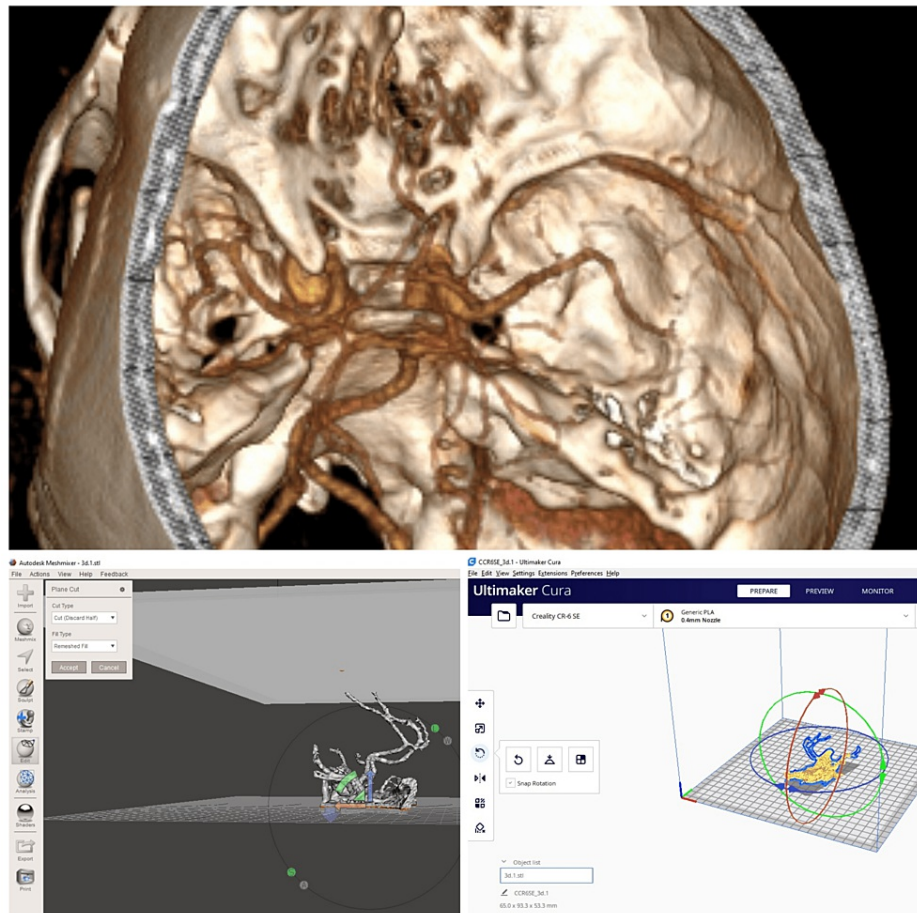 Autodesk Meshmixer - 3d.1.stl
File Actions View Help Feedback
Import
Meshmix
Select
Sculpt
Stamp
Edit
Analysis
Shaders
Export
Print
Plane Cut
Cut Type
Cut (Discard Half)
Fill Type
Remeshed Fill
Accept Cancel
CCR6SE_3d.1 - Ultimaker Cura
File Edit View Settings Extensions Preferences Help
Ultimaker Cura PREPARE PREVIEW MONITOR
Creality CR-6 SE
1 Generic PLA
0.4mm Nozzle
Snap Rotation
Object list
3d.1.stl
CCR6SE_3d.1
65.0 x 93.3 x 53.3 mm